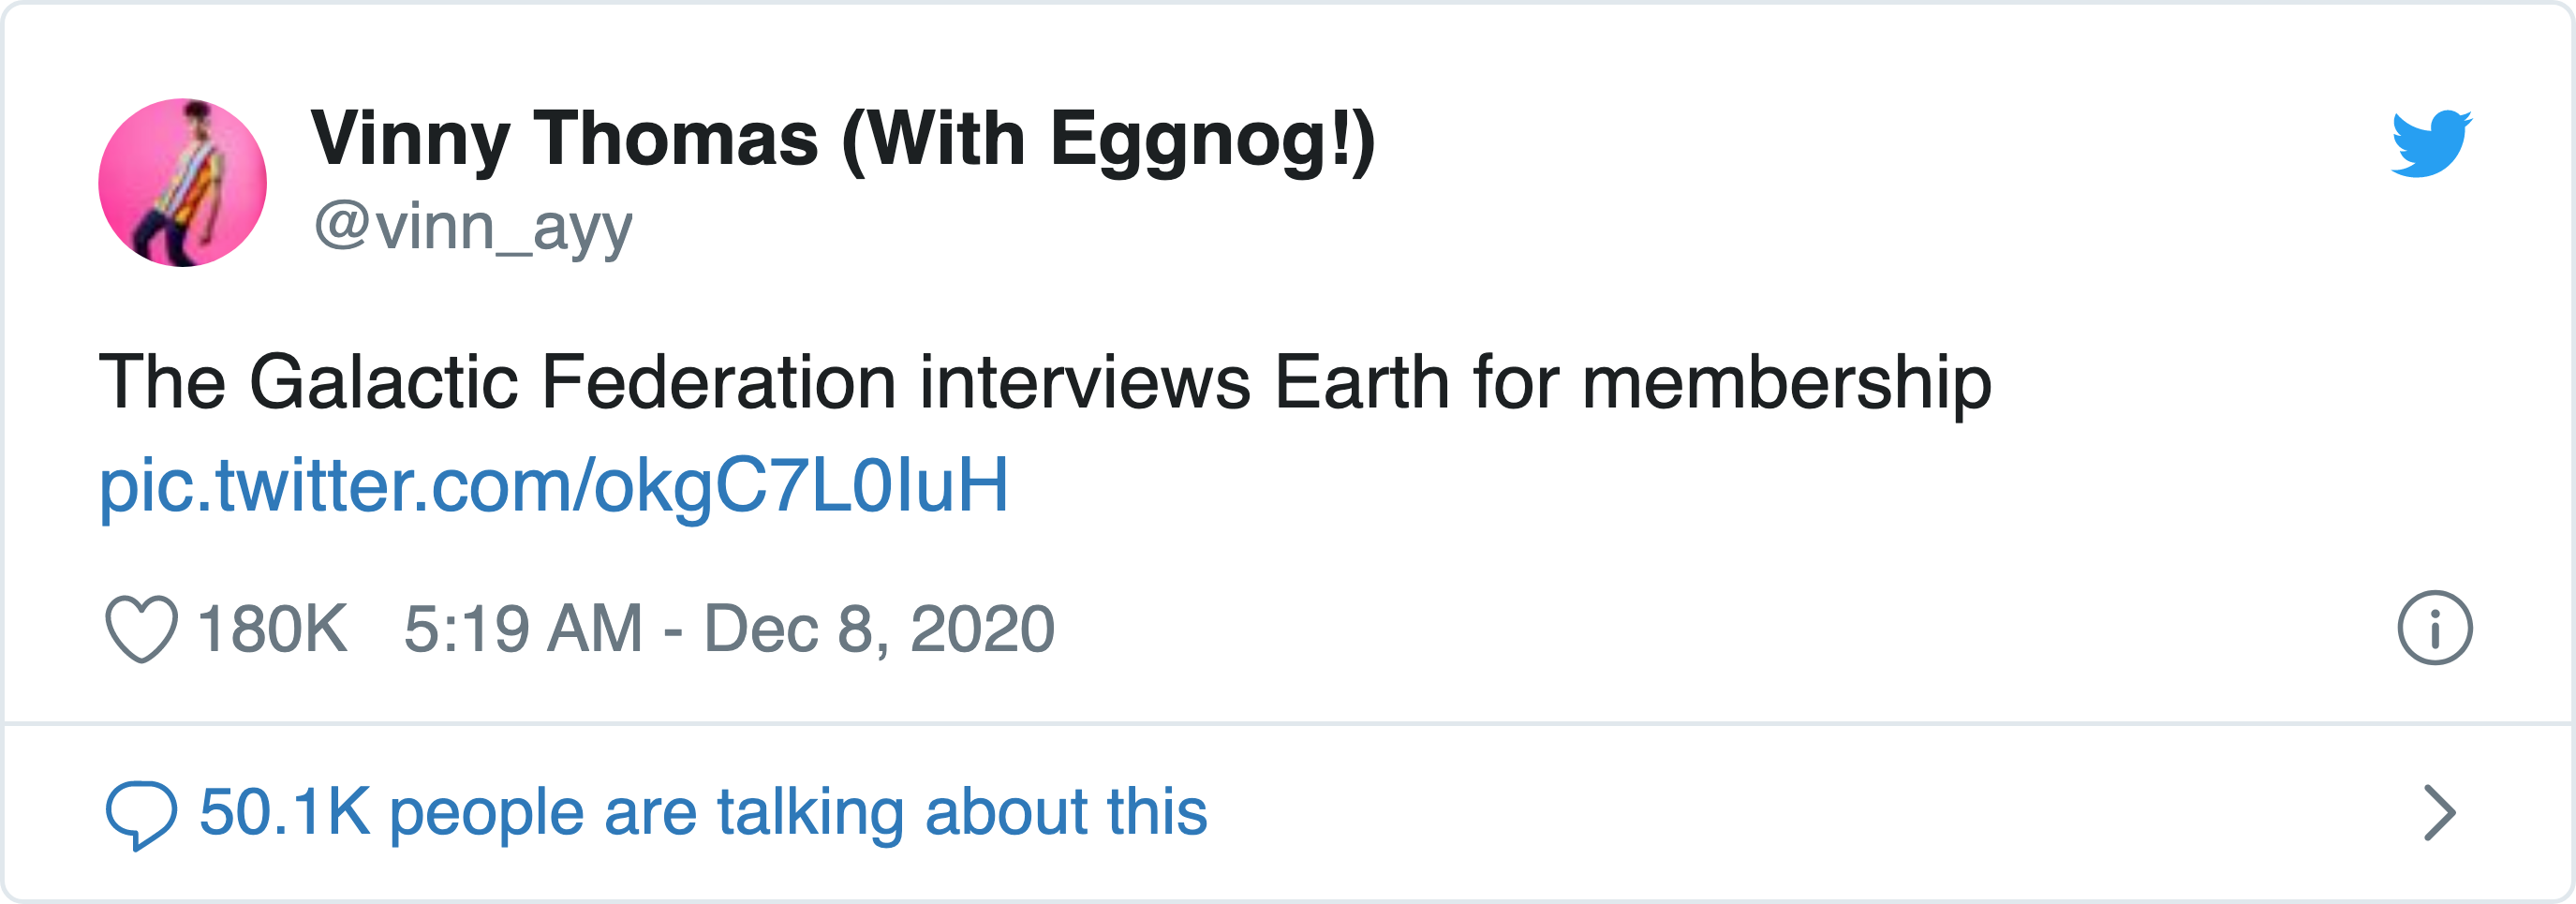 Vinny Thomas (With Eggnog!)
@vinn_ayy
The Galactic Federation interviews Earth for membership
pic.twitter.com/okgC7L0IuH
180K 5:19 AM - Dec 8, 2020
50.1K people are talking about this